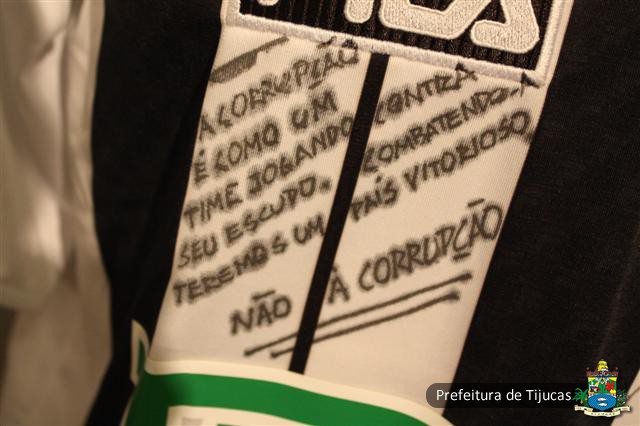 A CORRUPÇÃO
É COMO UM
TIME JOGANDO CONTRA
SEU ESCUDO. COMBATENDO-A
TEREMOS UM PAÍS VITORIOSO.
NÃO À CORRUPÇÃO
Prefeitura de Tijucas